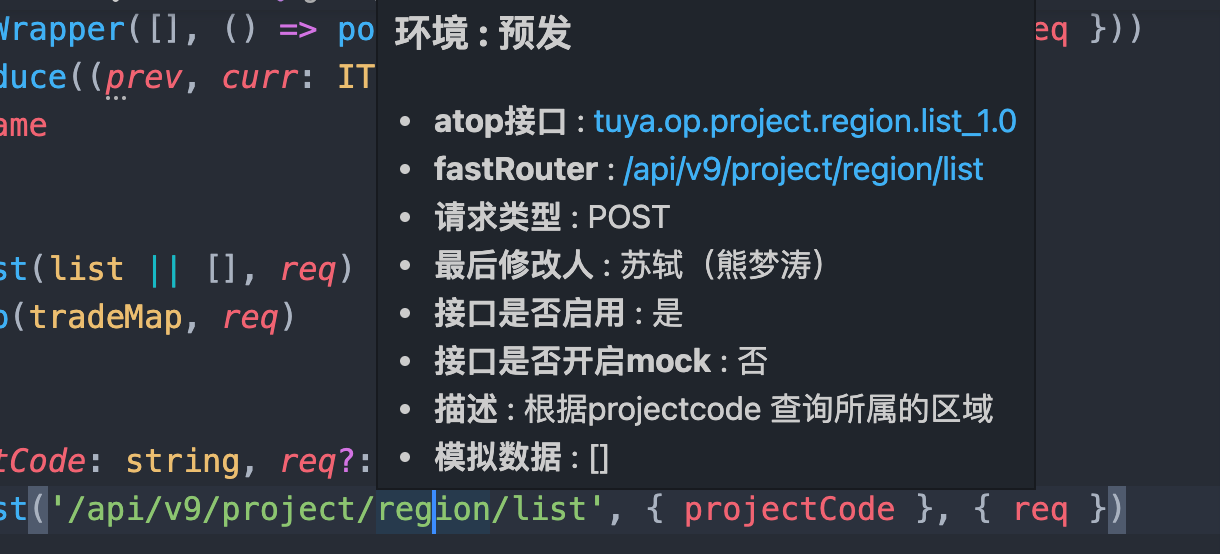 Wrapper([], () => po
eq }))
duce((prev, curr: IT
ame
st(list || [], req)
(tradeMap, req)
环境 : 预发
• atop接口 : tuya.op.project.region.list_1.0
• fastRouter : /api/v9/project/region/list
• 请求类型 : POST
• 最后修改人 : 苏轼（熊梦涛）
• 接口是否启用 : 是
• 接口是否开启mock : 否
• 描述 : 根据projectcode 查询所属的区域
• 模拟数据 : []
tCode: string, req?:
st('/api/v9/project/region/list', { projectCode }, { req })